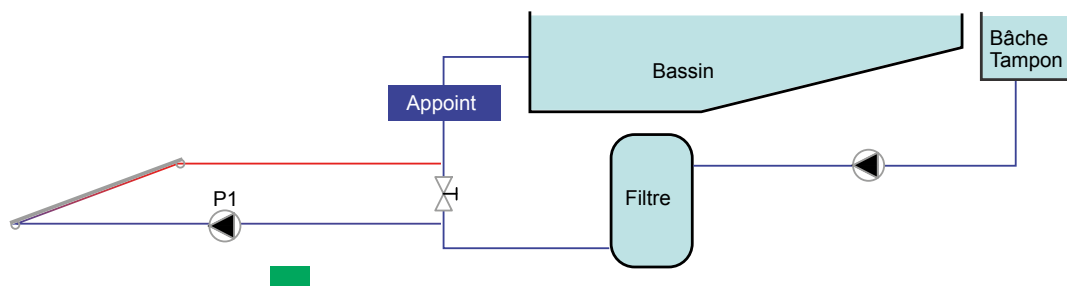 Bâche
Tampon
Bassin
Appoint
P1
Filtre